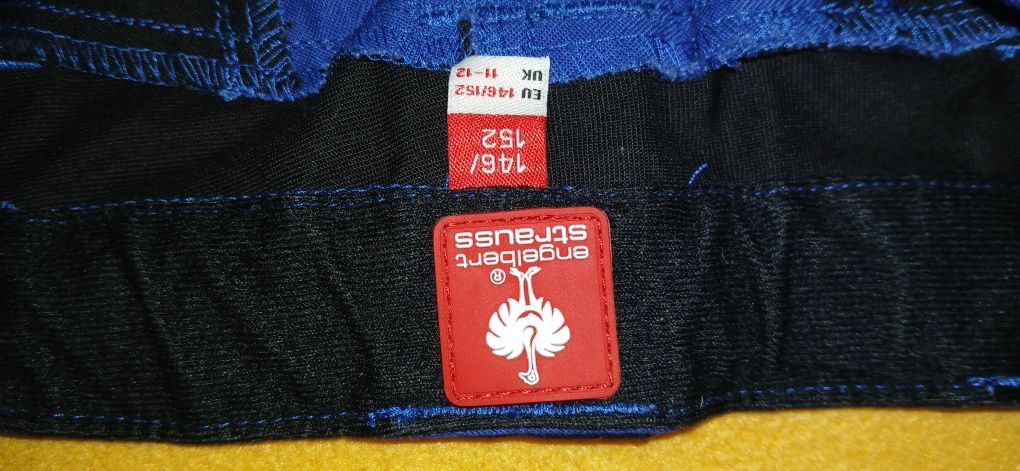 146/
152
EU 146/152
UK 11-12
engelbert
strauss
®